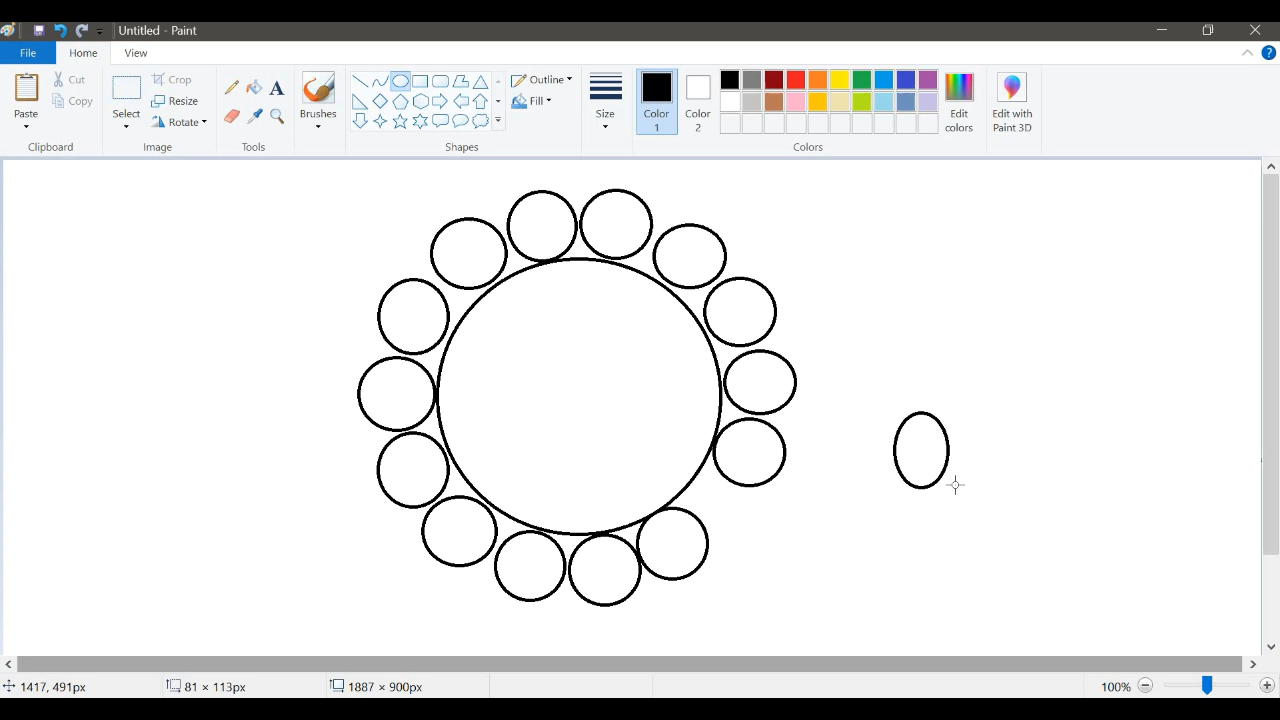 Untitled - Paint
File Home View
Paste Cut Copy
Select Crop Resize Rotate
Brushes
Outline Fill
Size
Color 1 Color 2
Edit colors
Edit with Paint 3D
Clipboard Image Tools Shapes Colors
1417, 491px 81 × 113px 1887 × 900px 100%